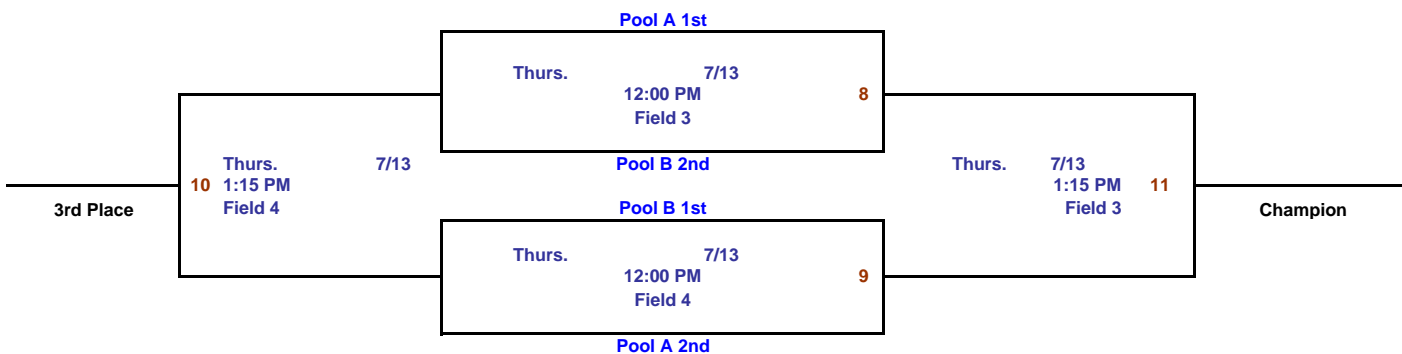 Pool A 1st
Thurs. 7/13
12:00 PM 8
Field 3
Pool B 2nd
Thurs. 7/13
10 1:15 PM
Field 4
3rd Place
Thurs. 7/13
1:15 PM 11
Field 3
Champion
Pool B 1st
Thurs. 7/13
12:00 PM 9
Field 4
Pool A 2nd